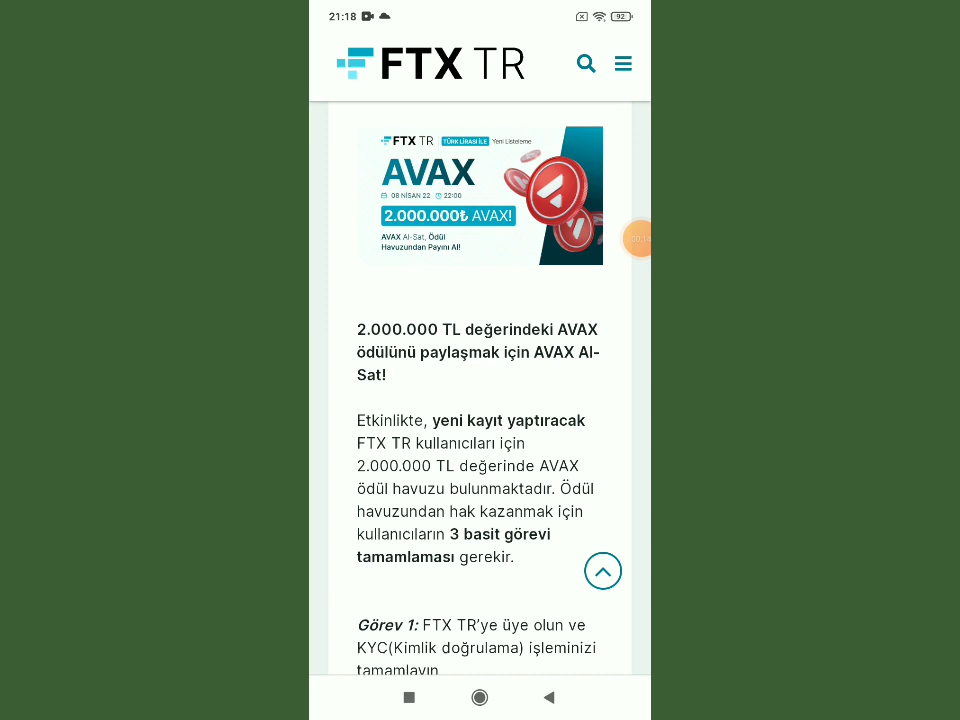 21:18
92
FTX TR
FTX TR TÜRK LİRASI İLE Yeni Listeleme
AVAX
08 NİSAN 22 22:00
2.000.000₺ AVAX!
AVAX Al-Sat, Ödül
Havuzundan Payını Al!
00:14
2.000.000 TL değerindeki AVAX
ödülünü paylaşmak için AVAX Al-
Sat!
Etkinlikte, yeni kayıt yaptıracak
FTX TR kullanıcıları için
2.000.000 TL değerinde AVAX
ödül havuzu bulunmaktadır. Ödül
havuzundan hak kazanmak için
kullanıcıların 3 basit görevi
tamamlaması gerekir.
Görev 1: FTX TR’ye üye olun ve
KYC(Kimlik doğrulama) işleminizi
tamamlayın